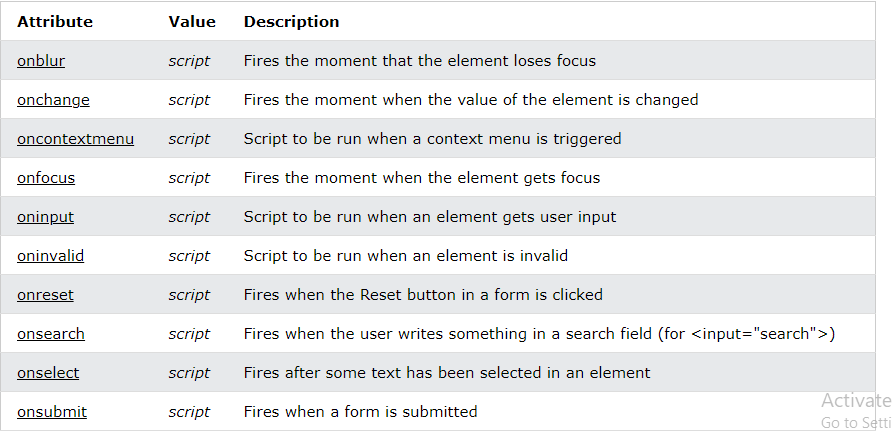 Attribute Value Description
onblur script Fires the moment that the element loses focus
onchange script Fires the moment when the value of the element is changed
oncontextmenu script Script to be run when a context menu is triggered
onfocus script Fires the moment when the element gets focus
oninput script Script to be run when an element gets user input
oninvalid script Script to be run when an element is invalid
onreset script Fires when the Reset button in a form is clicked
onsearch script Fires when the user writes something in a search field (for <input="search">)
onselect script Fires after some text has been selected in an element
onsubmit script Fires when a form is submitted
Activate
Go to Setti